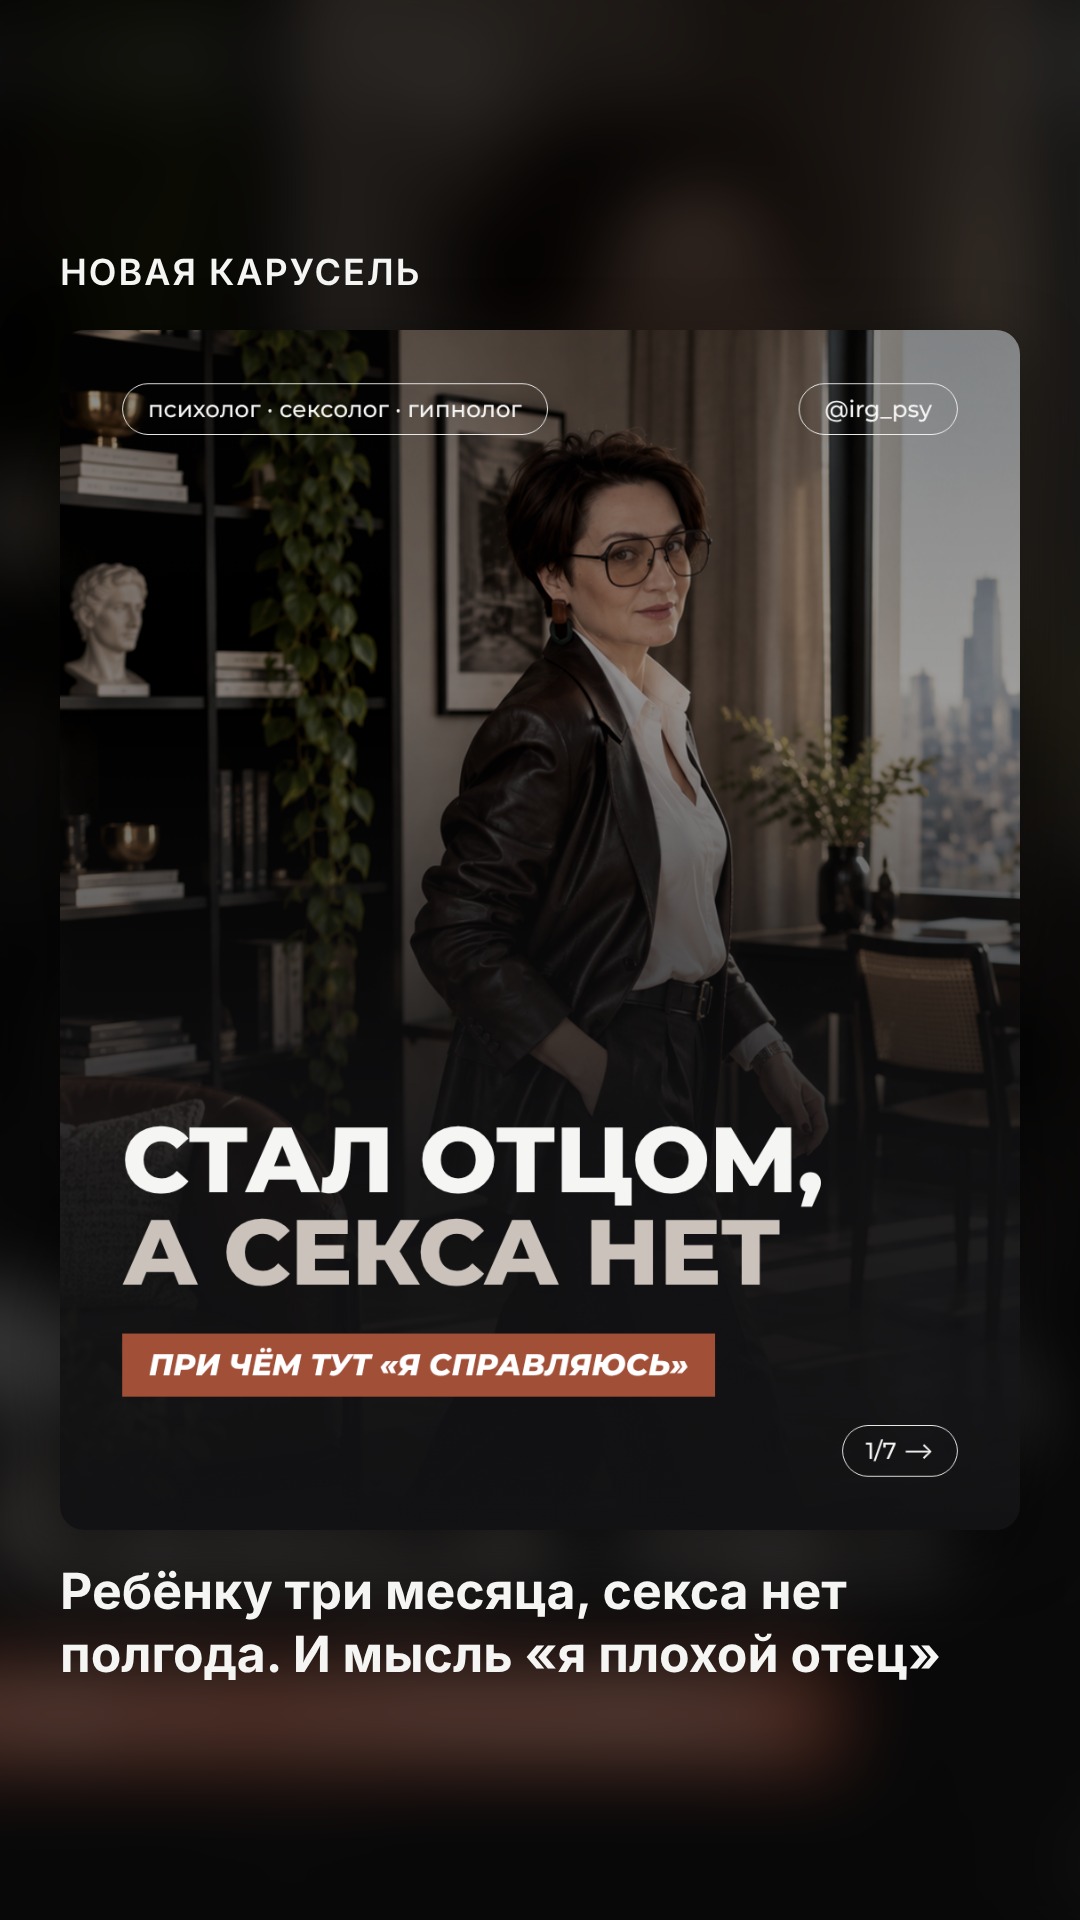 НОВАЯ КАРУСЕЛЬ
психолог · сексолог · гипнолог
@irg_psy
СТАЛ ОТЦОМ,
А СЕКСА НЕТ
ПРИ ЧЁМ ТУТ «Я СПРАВЛЯЮСЬ»
1/7 →
Ребёнку три месяца, секса нет
полгода. И мысль «я плохой отец»